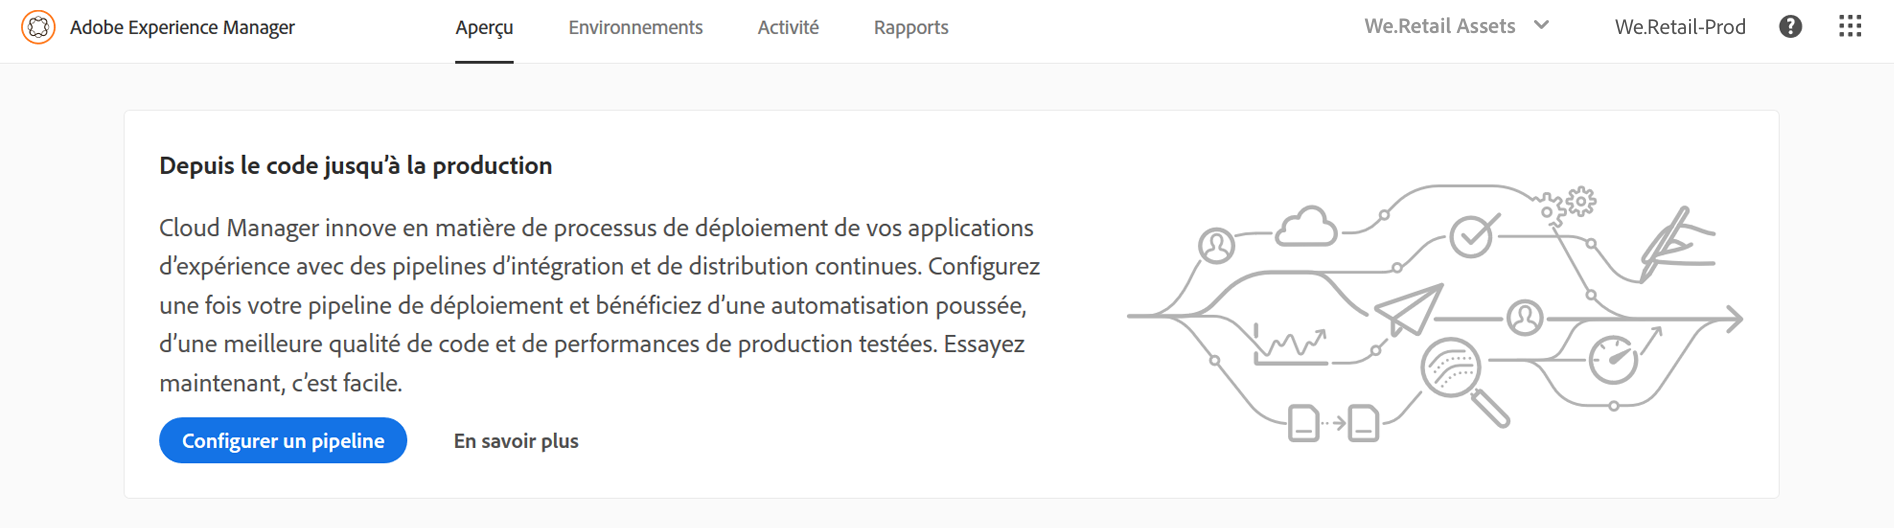 Adobe Experience Manager
Aperçu
Environnements
Activité
Rapports
We.Retail Assets
We.Retail-Prod
?
Depuis le code jusqu’à la production
Cloud Manager innove en matière de processus de déploiement de vos applications
d’expérience avec des pipelines d’intégration et de distribution continues. Configurez
une fois votre pipeline de déploiement et bénéficiez d’une automatisation poussée,
d’une meilleure qualité de code et de performances de production testées. Essayez
maintenant, c’est facile.
Configurer un pipeline
En savoir plus